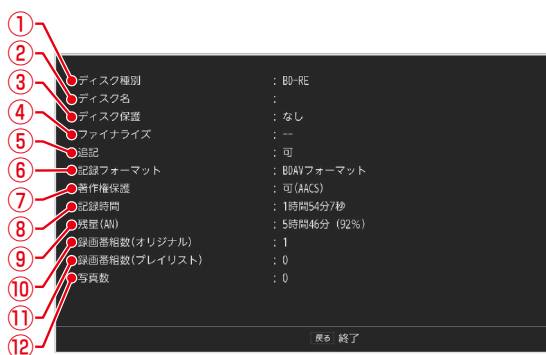 ① ディスク種別 : BD-RE
② ディスク名 :
③ ディスク保護 : なし
④ ファイナライズ : --
⑤ 追記 :可
⑥ 記録フォーマット : BDAVフォーマット
⑦ 著作権保護 : 可(AACS)
⑧ 記録時間 : 1時間54分7秒
⑨ 残量(AN) : 5時間46分 (92%)
⑩ 録画番組数(オリジナル) : 1
⑪ 録画番組数(プレイリスト) : 0
⑫ 写真数 : 0
戻る 終了